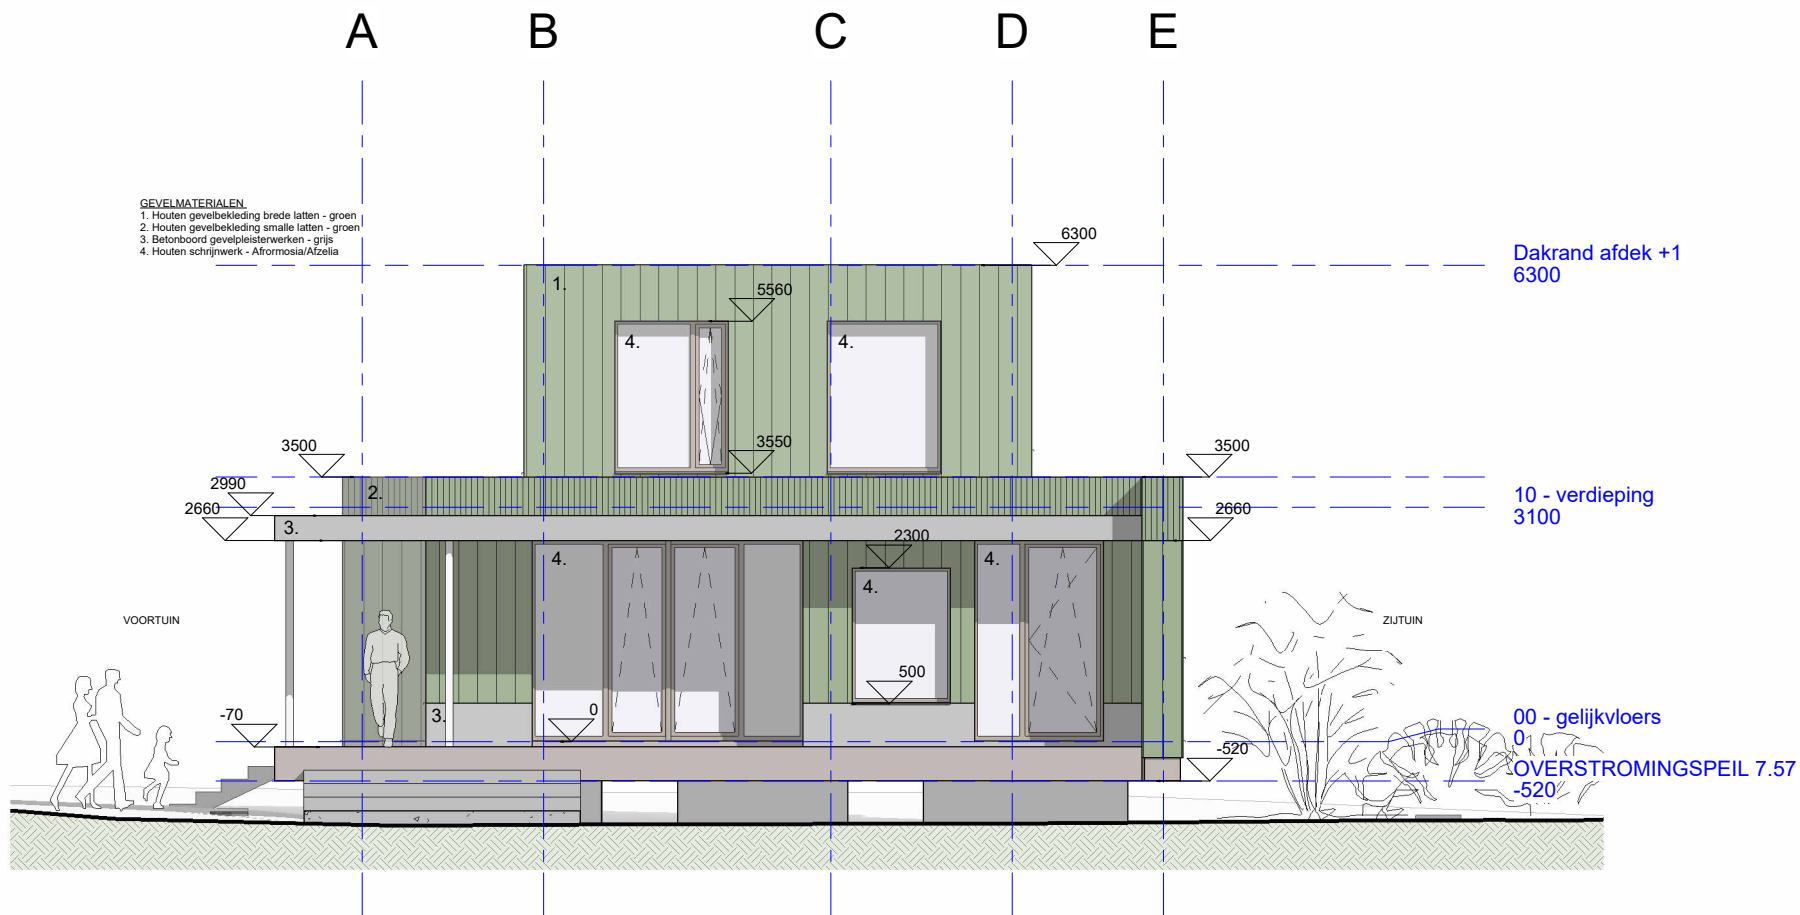 A B C D E
GEVELMATERIALEN
1. Houten gevelbekleding brede latten - groen
2. Houten gevelbekleding smalle latten - groen
3. Betonboord gevelpleisterwerken - grijs
4. Houten schrijnwerk - Afrormosia/Afzelia
6300
Dakrand afdek +1
6300
1.
5560
4. 4.
3550
3500 3500
2990
2.
10 - verdieping
3100
2660 2660
3.
2300
4. 4.
4.
VOORTUIN ZIJTUIN
500
-70 3. 0
00 - gelijkvloers
0
-520
OVERSTROMINGSPEIL 7.57
-520